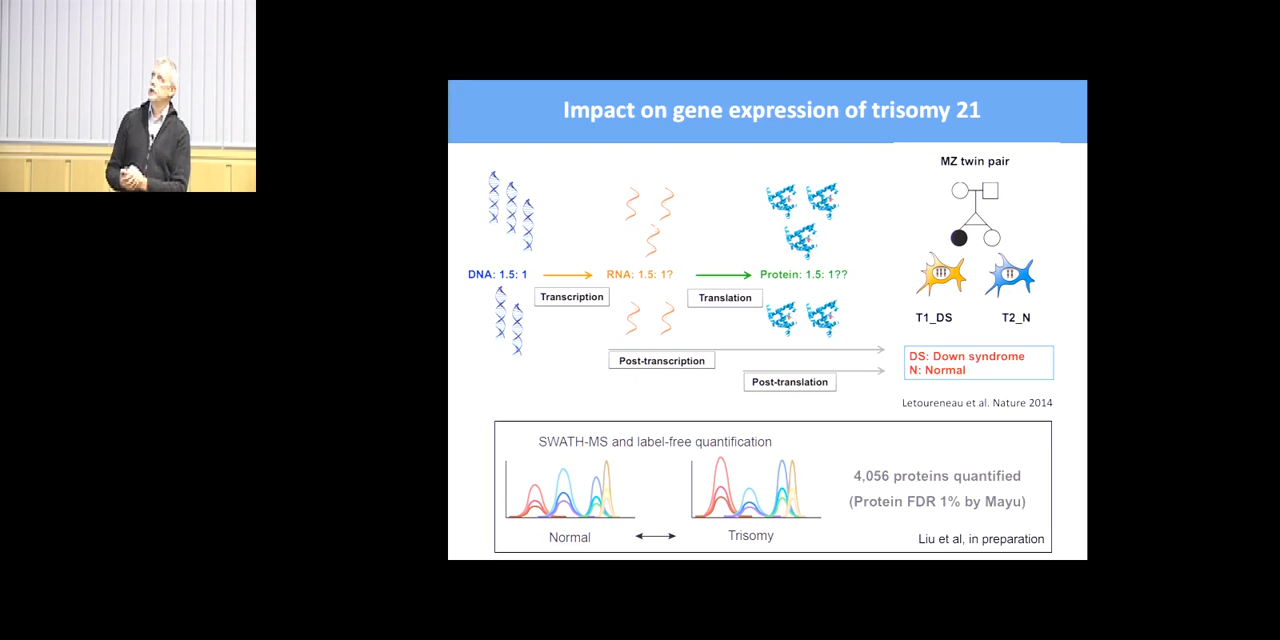 Impact on gene expression of trisomy 21
MZ twin pair
DNA: 1.5: 1
RNA: 1.5: 1?
Protein: 1.5: 1??
Transcription
Translation
T1_DS
T2_N
Post-transcription
Post-translation
DS: Down syndrome
N: Normal
Letoureneau et al. Nature 2014
SWATH-MS and label-free quantification
4,056 proteins quantified
(Protein FDR 1% by Mayu)
Normal
Trisomy
Liu et al, in preparation